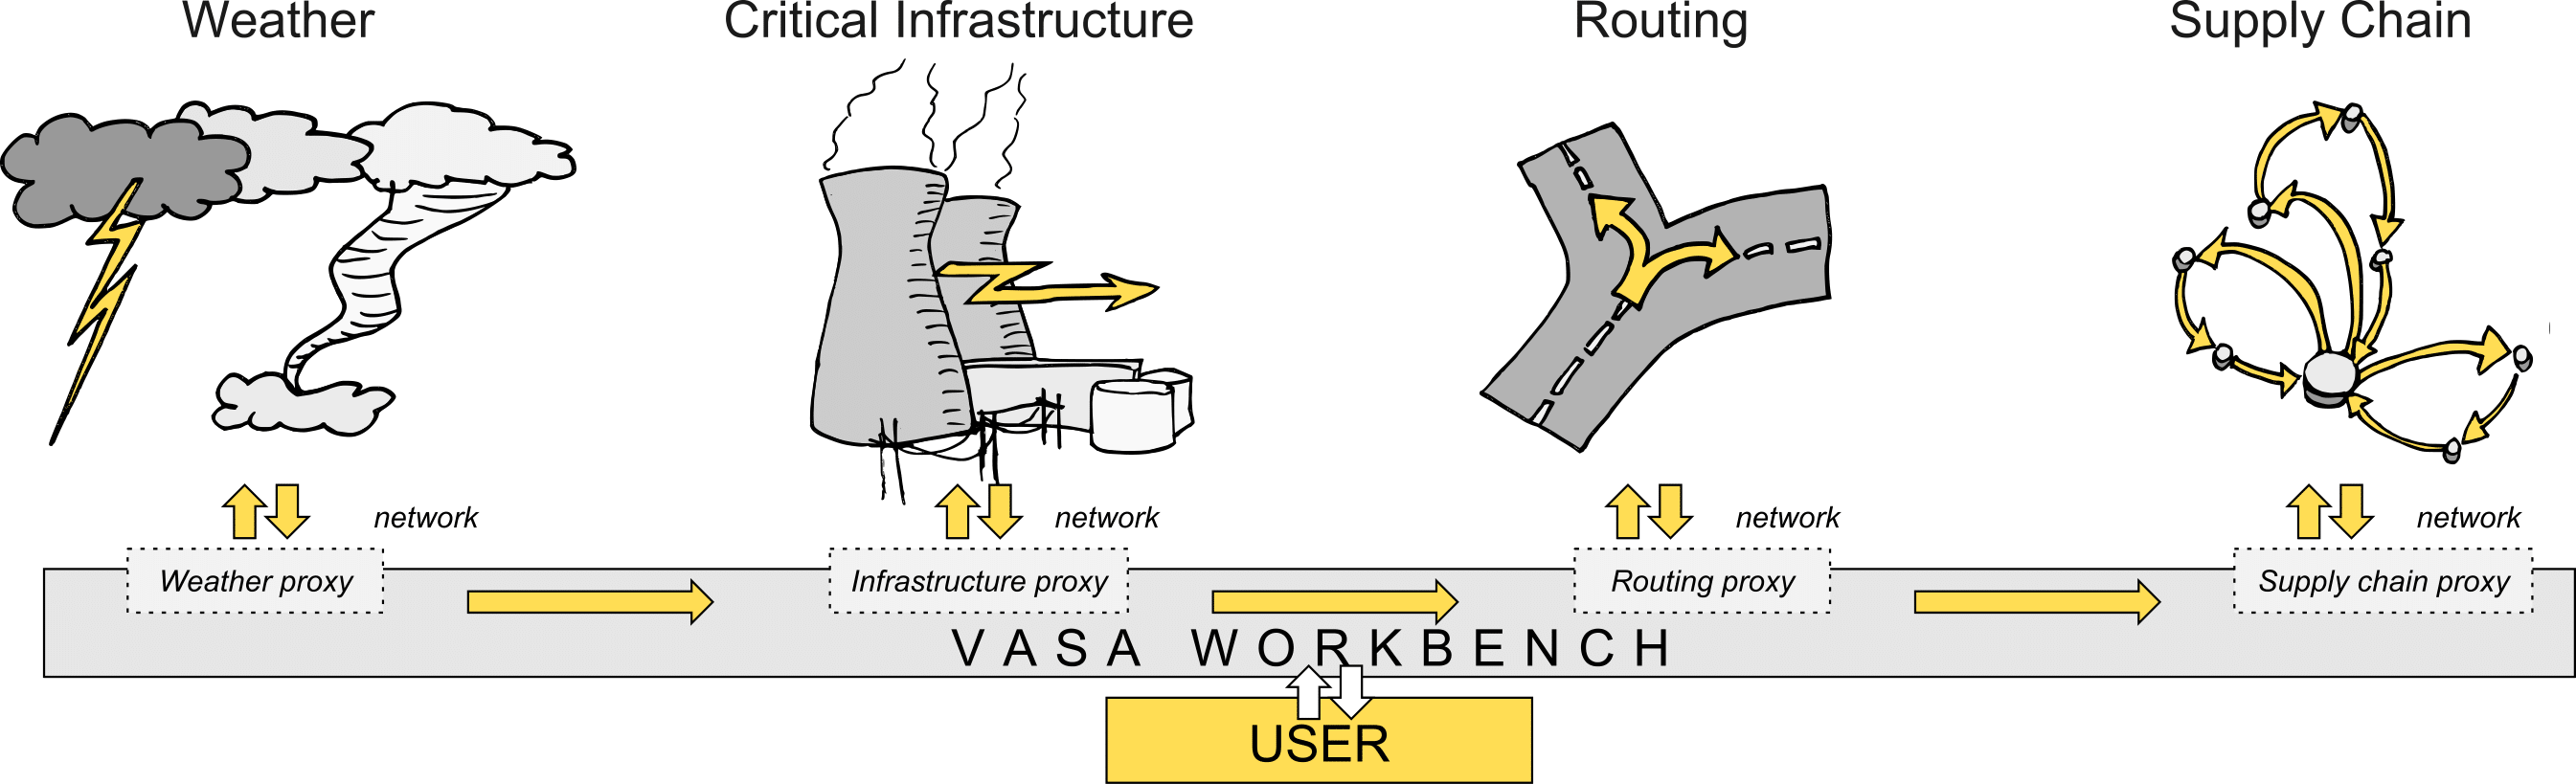 Weather
Critical Infrastructure
Routing
Supply Chain
network
network
network
network
Weather proxy
Infrastructure proxy
Routing proxy
Supply chain proxy
VASA WORKBENCH
USER